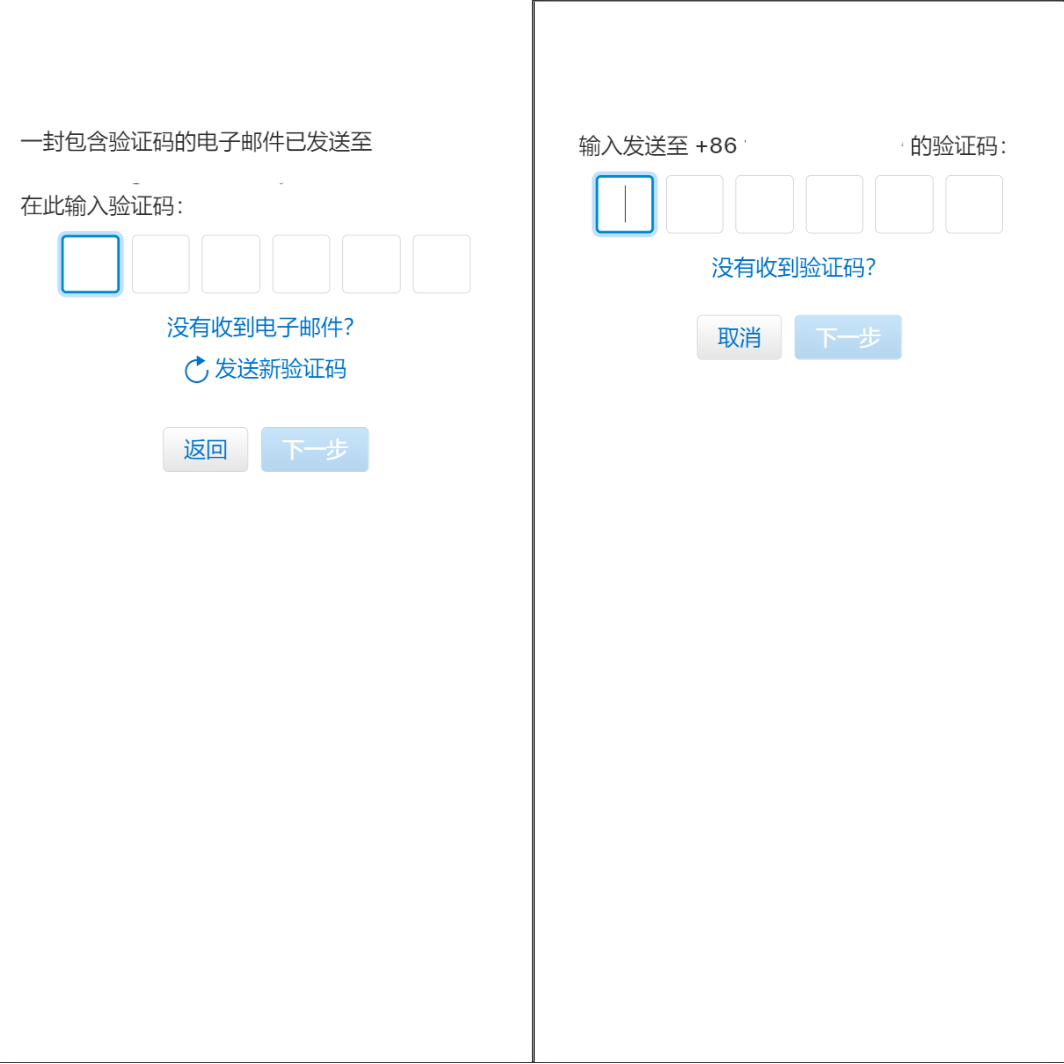 一封包含验证码的电子邮件已发送至
在此输入验证码：
没有收到电子邮件？
发送新验证码
返回
下一步
输入发送至 +86 的验证码：
没有收到验证码？
取消
下一步